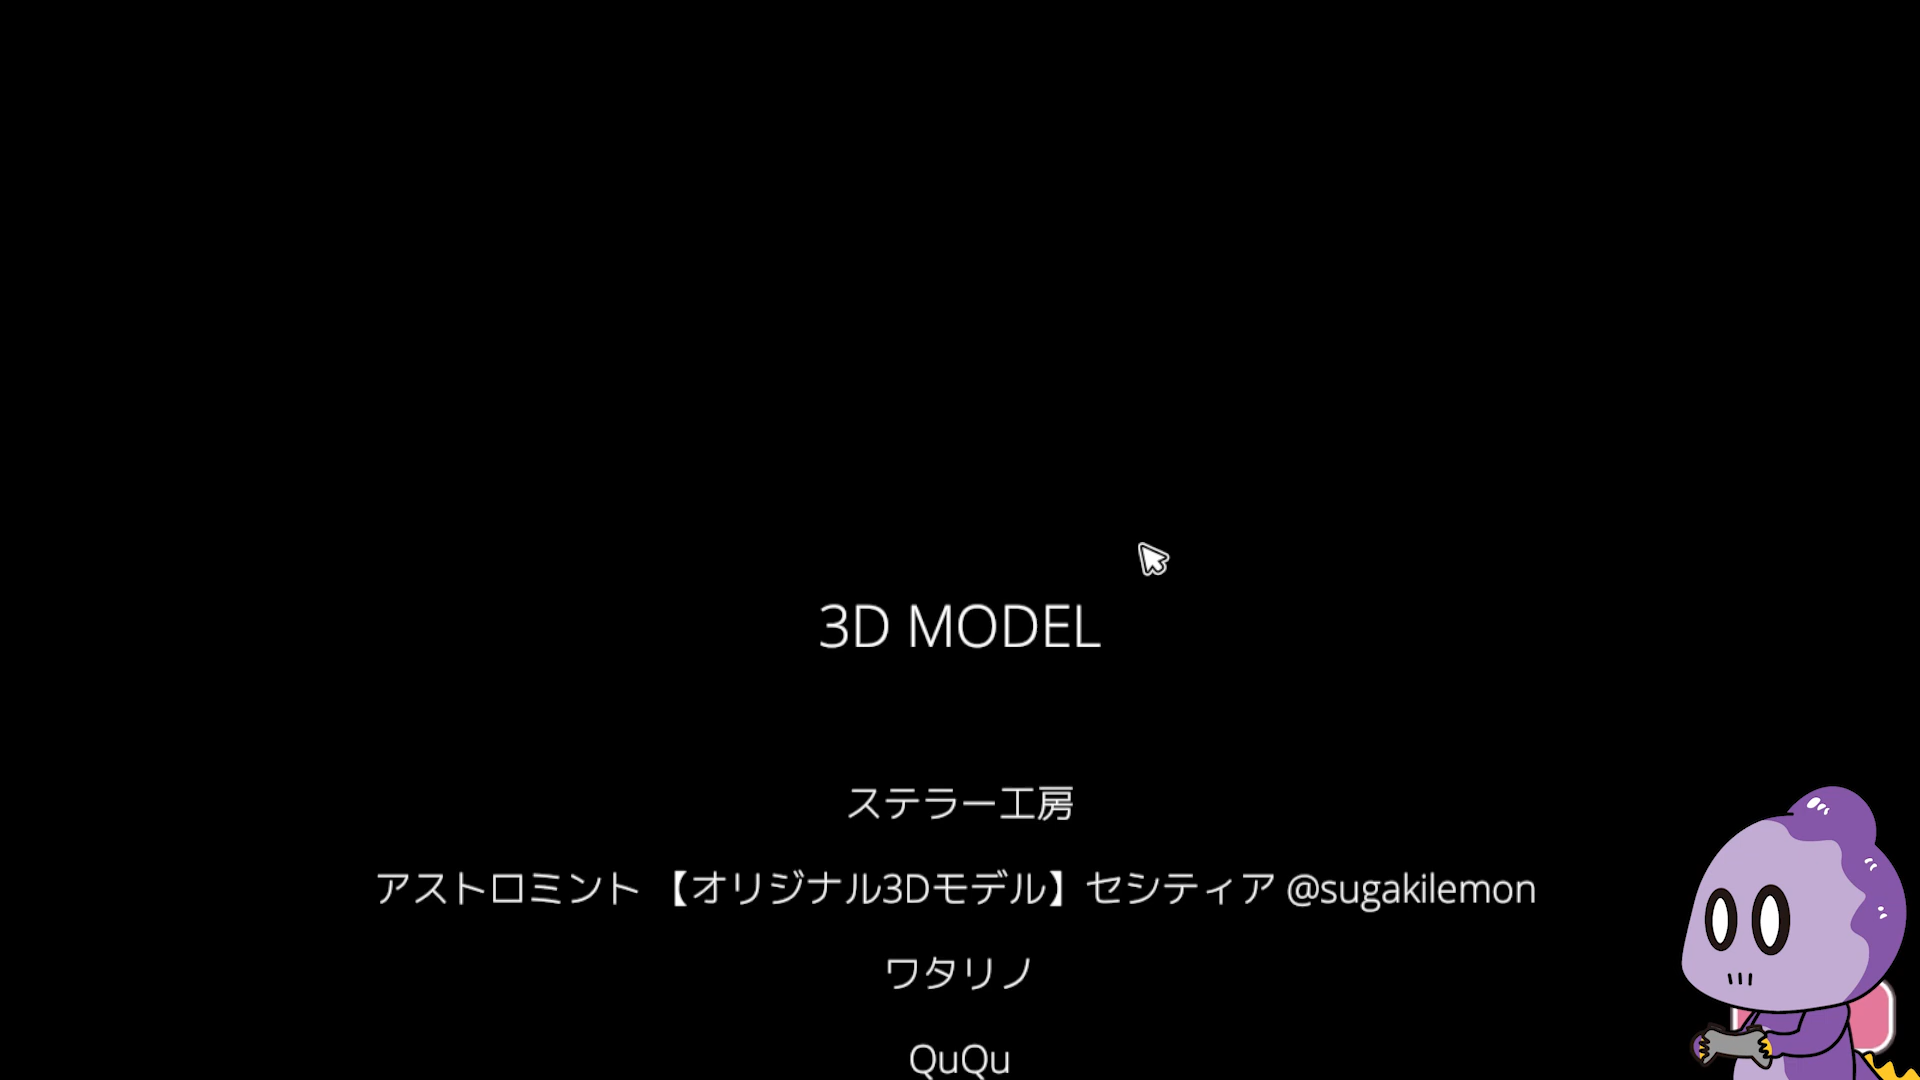 3D MODEL
ステラー工房
アストロミント 【オリジナル3Dモデル】セシティア @sugakilemon
ワタリノ
QuQu